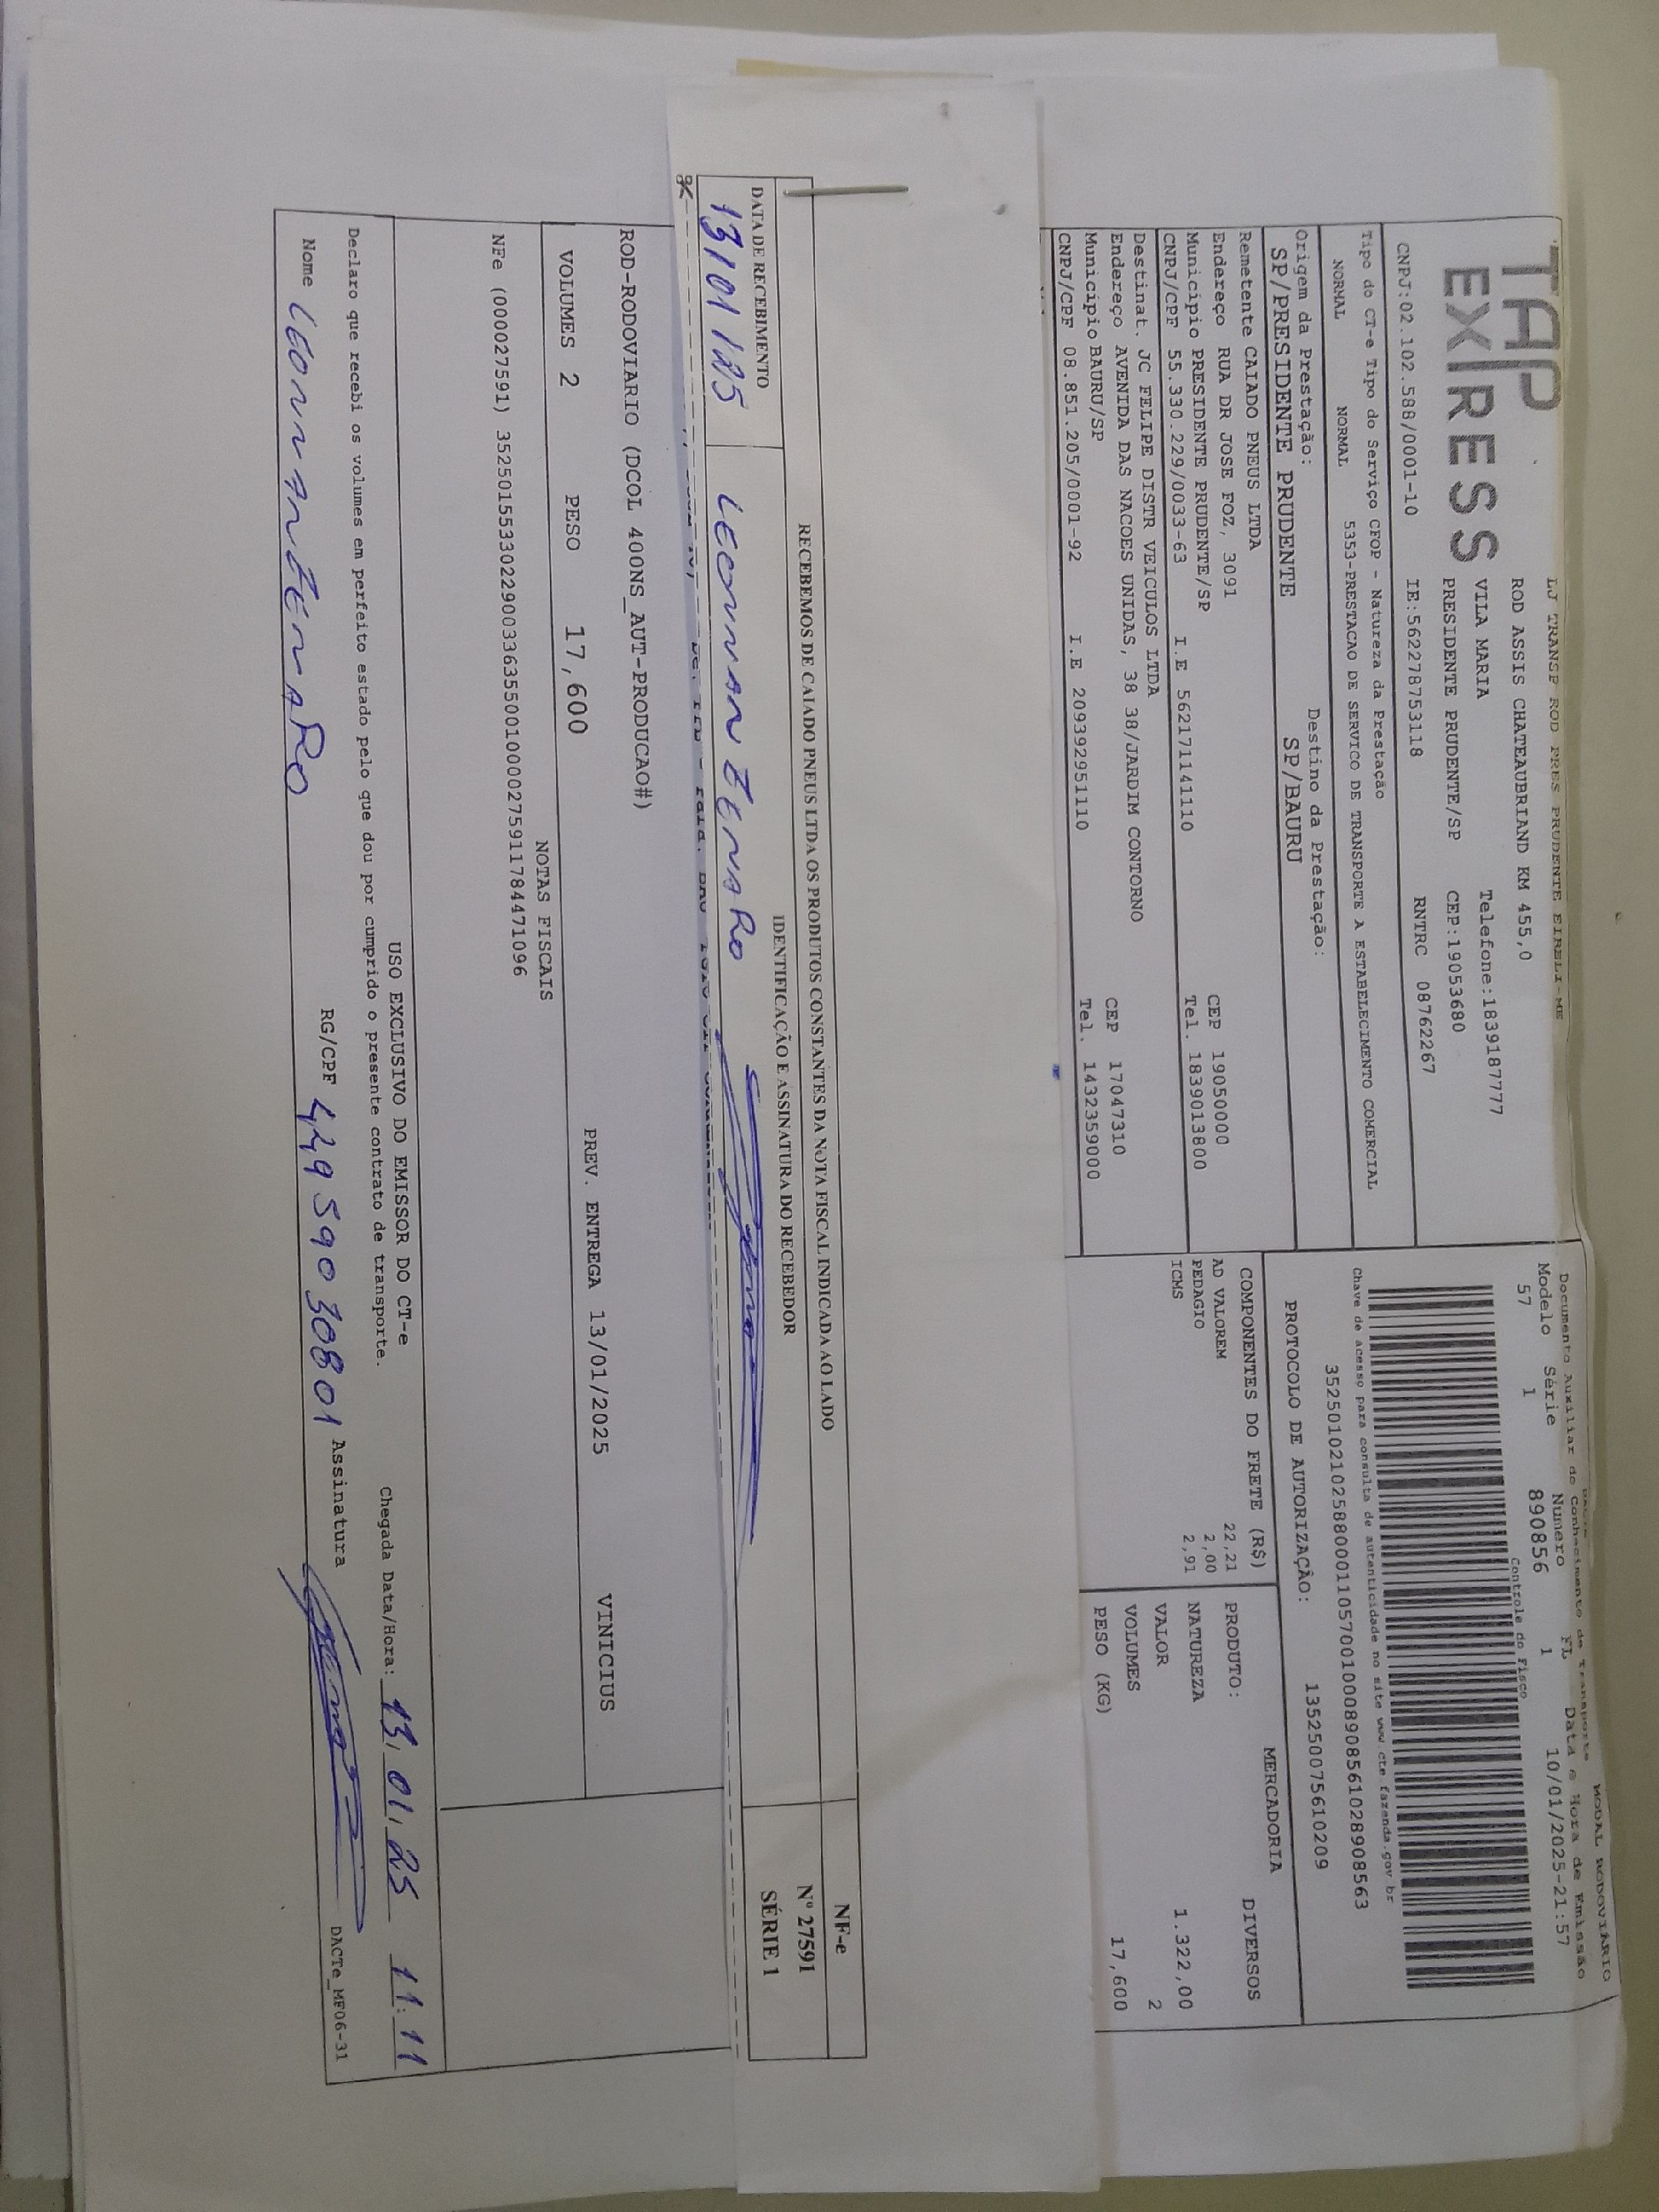 TAP
EXPRESS
LJ TRANSP ROD PRES PRUDENTE EIRELI-ME
ROD ASSIS CHATEAUBRIAND KM 455,0
VILA MARIA Telefone:1839187777
PRESIDENTE PRUDENTE/SP CEP:19053680
CNPJ:02.102.588/0001-10 IE:562278753118 RNTRC 08762267
Tipo do CT-e Tipo do Serviço CFOP - Natureza da Prestação
NORMAL NORMAL 5353-PRESTACAO DE SERVICO DE TRANSPORTE A ESTABELECIMENTO COMERCIAL
Origem da Prestação: Destino da Prestação:
SP/PRESIDENTE PRUDENTE SP/BAURU
Remetente CAIADO PNEUS LTDA
Endereço RUA DR JOSE FOZ, 3091 CEP 19050000
Município PRESIDENTE PRUDENTE/SP Tel. 1839013800
CNPJ/CPF 55.330.229/0033-63 I.E 562171141110
Destinat. JC FELIPE DISTR VEICULOS LTDA
Endereço AVENIDA DAS NACOES UNIDAS, 38 38/JARDIM CONTORNO CEP 17047310
Município BAURU/SP Tel. 1432359000
CNPJ/CPF 08.851.205/0001-92 I.E 209392951110
MODAL RODOVIÁRIO
Documento Auxiliar do Conhecimento de Transporte
Modelo Série Número FL Data e Hora de Emissão
57 1 890856 1 10/01/2025-21:57
Controle do Fisco
Chave de acesso para consulta de autenticidade no site www.cte.fazenda.gov.br
35250102102588000110570010008908561028908563
PROTOCOLO DE AUTORIZAÇÃO: 135250075610209
COMPONENTES DO FRETE (R$)
AD VALOREM 22,21
PEDAGIO 2,00
ICMS 2,91
MERCADORIA
PRODUTO: DIVERSOS
NATUREZA
VALOR 1.322,00
VOLUMES 2
PESO (KG) 17,600
RECEBEMOS DE CAIADO PNEUS LTDA OS PRODUTOS CONSTANTES DA NOTA FISCAL INDICADA AO LADO
DATA DE RECEBIMENTO IDENTIFICAÇÃO E ASSINATURA DO RECEBEDOR
13/01/25 LEONNAN ZENARO
NF-e
Nº 27591
SÉRIE 1
ROD-RODOVIARIO (DCOL 400NS_AUT-PRODUCAO#)
VOLUMES 2 PESO 17,600 PREV. ENTREGA 13/01/2025 VINICIUS
NOTAS FISCAIS
NFe (000027591) 35250155330229003363550010000275911784471096
USO EXCLUSIVO DO EMISSOR DO CT-e
Declaro que recebi os volumes em perfeito estado pelo que dou por cumprido o presente contrato de transporte. Chegada Data/Hora: 13/01/25 11:11
Nome LEONNAN ZENARO RG/CPF 44959030801 Assinatura
DACTe_MF06-31